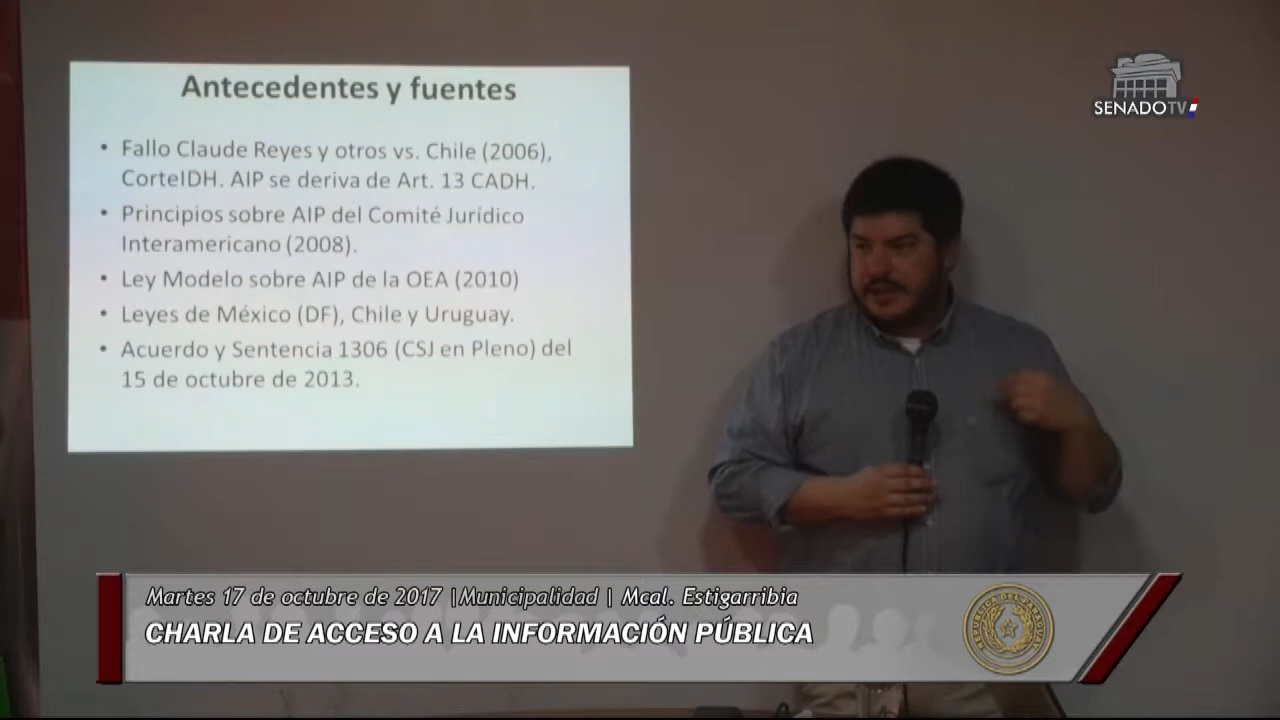 Antecedentes y fuentes
• Fallo Claude Reyes y otros vs. Chile (2006),
CorteIDH. AIP se deriva de Art. 13 CADH.
• Principios sobre AIP del Comité Jurídico
Interamericano (2008).
• Ley Modelo sobre AIP de la OEA (2010)
• Leyes de México (DF), Chile y Uruguay.
• Acuerdo y Sentencia 1306 (CSJ en Pleno) del
15 de octubre de 2013.
SENADOTV
Martes 17 de octubre de 2017 |Municipalidad | Mcal. Estigarribia
CHARLA DE ACCESO A LA INFORMACIÓN PÚBLICA
REPUBLICA DEL PARAGUAY